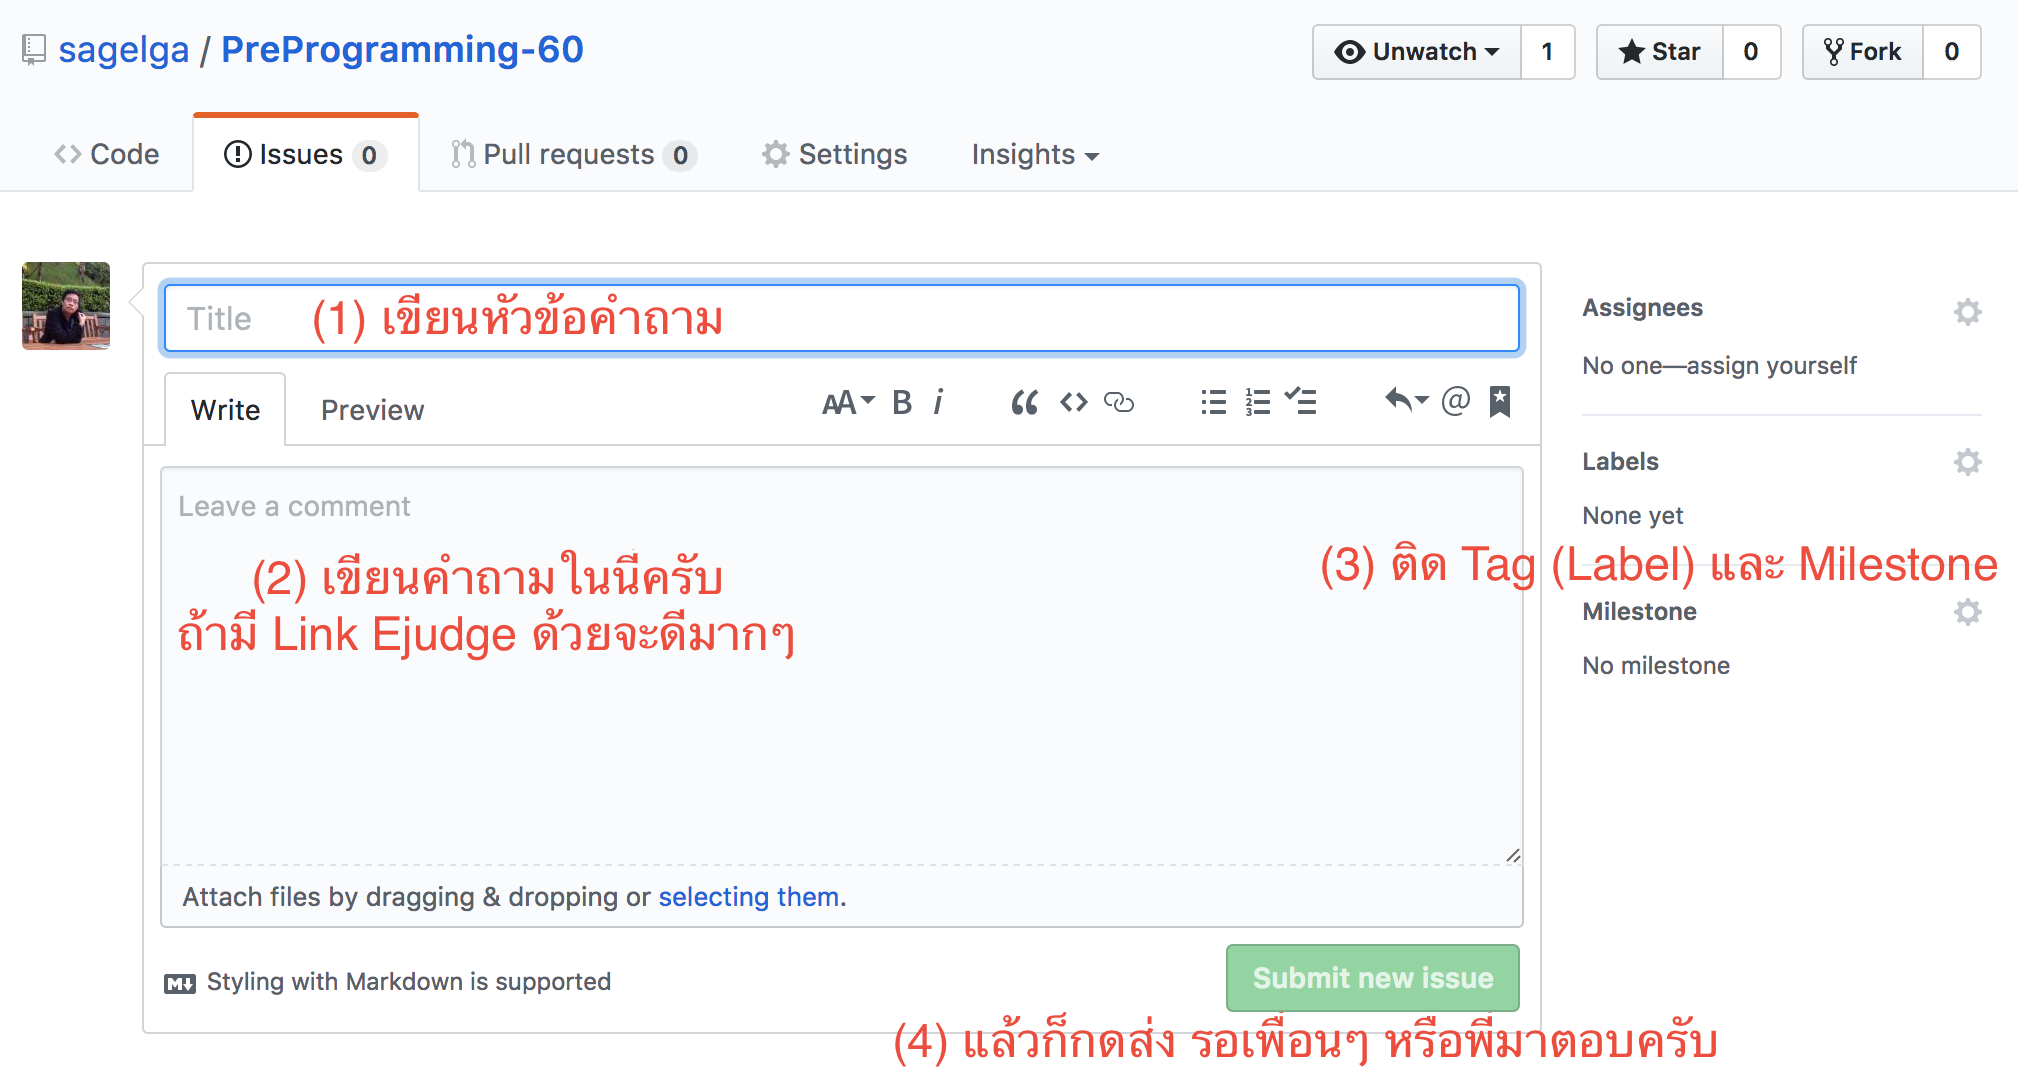 sagelga / PreProgramming-60
Unwatch 1 Star 0 Fork 0
Code Issues 0 Pull requests 0 Settings Insights
Title (1) เขียนหัวข้อคำถาม
Write Preview AA B i @
Leave a comment
(2) เขียนคำถามในนี้ครับ
ถ้ามี Link Ejudge ด้วยจะดีมากๆ
Attach files by dragging & dropping or selecting them.
Styling with Markdown is supported
Submit new issue
(4) แล้วก็กดส่ง รอเพื่อนๆ หรือพี่มาตอบครับ
Assignees
No one—assign yourself
Labels
None yet
(3) ติด Tag (Label) และ Milestone
Milestone
No milestone